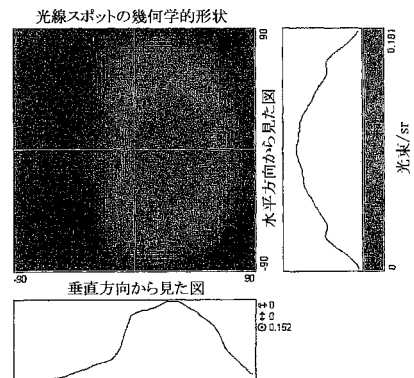 光線スポットの幾何学的形状
90
水平方向から見た図
-90
0.181
光束/sr
0
-90
90
垂直方向から見た図
⇔ 0
⇕ 0
⊙ 0.152